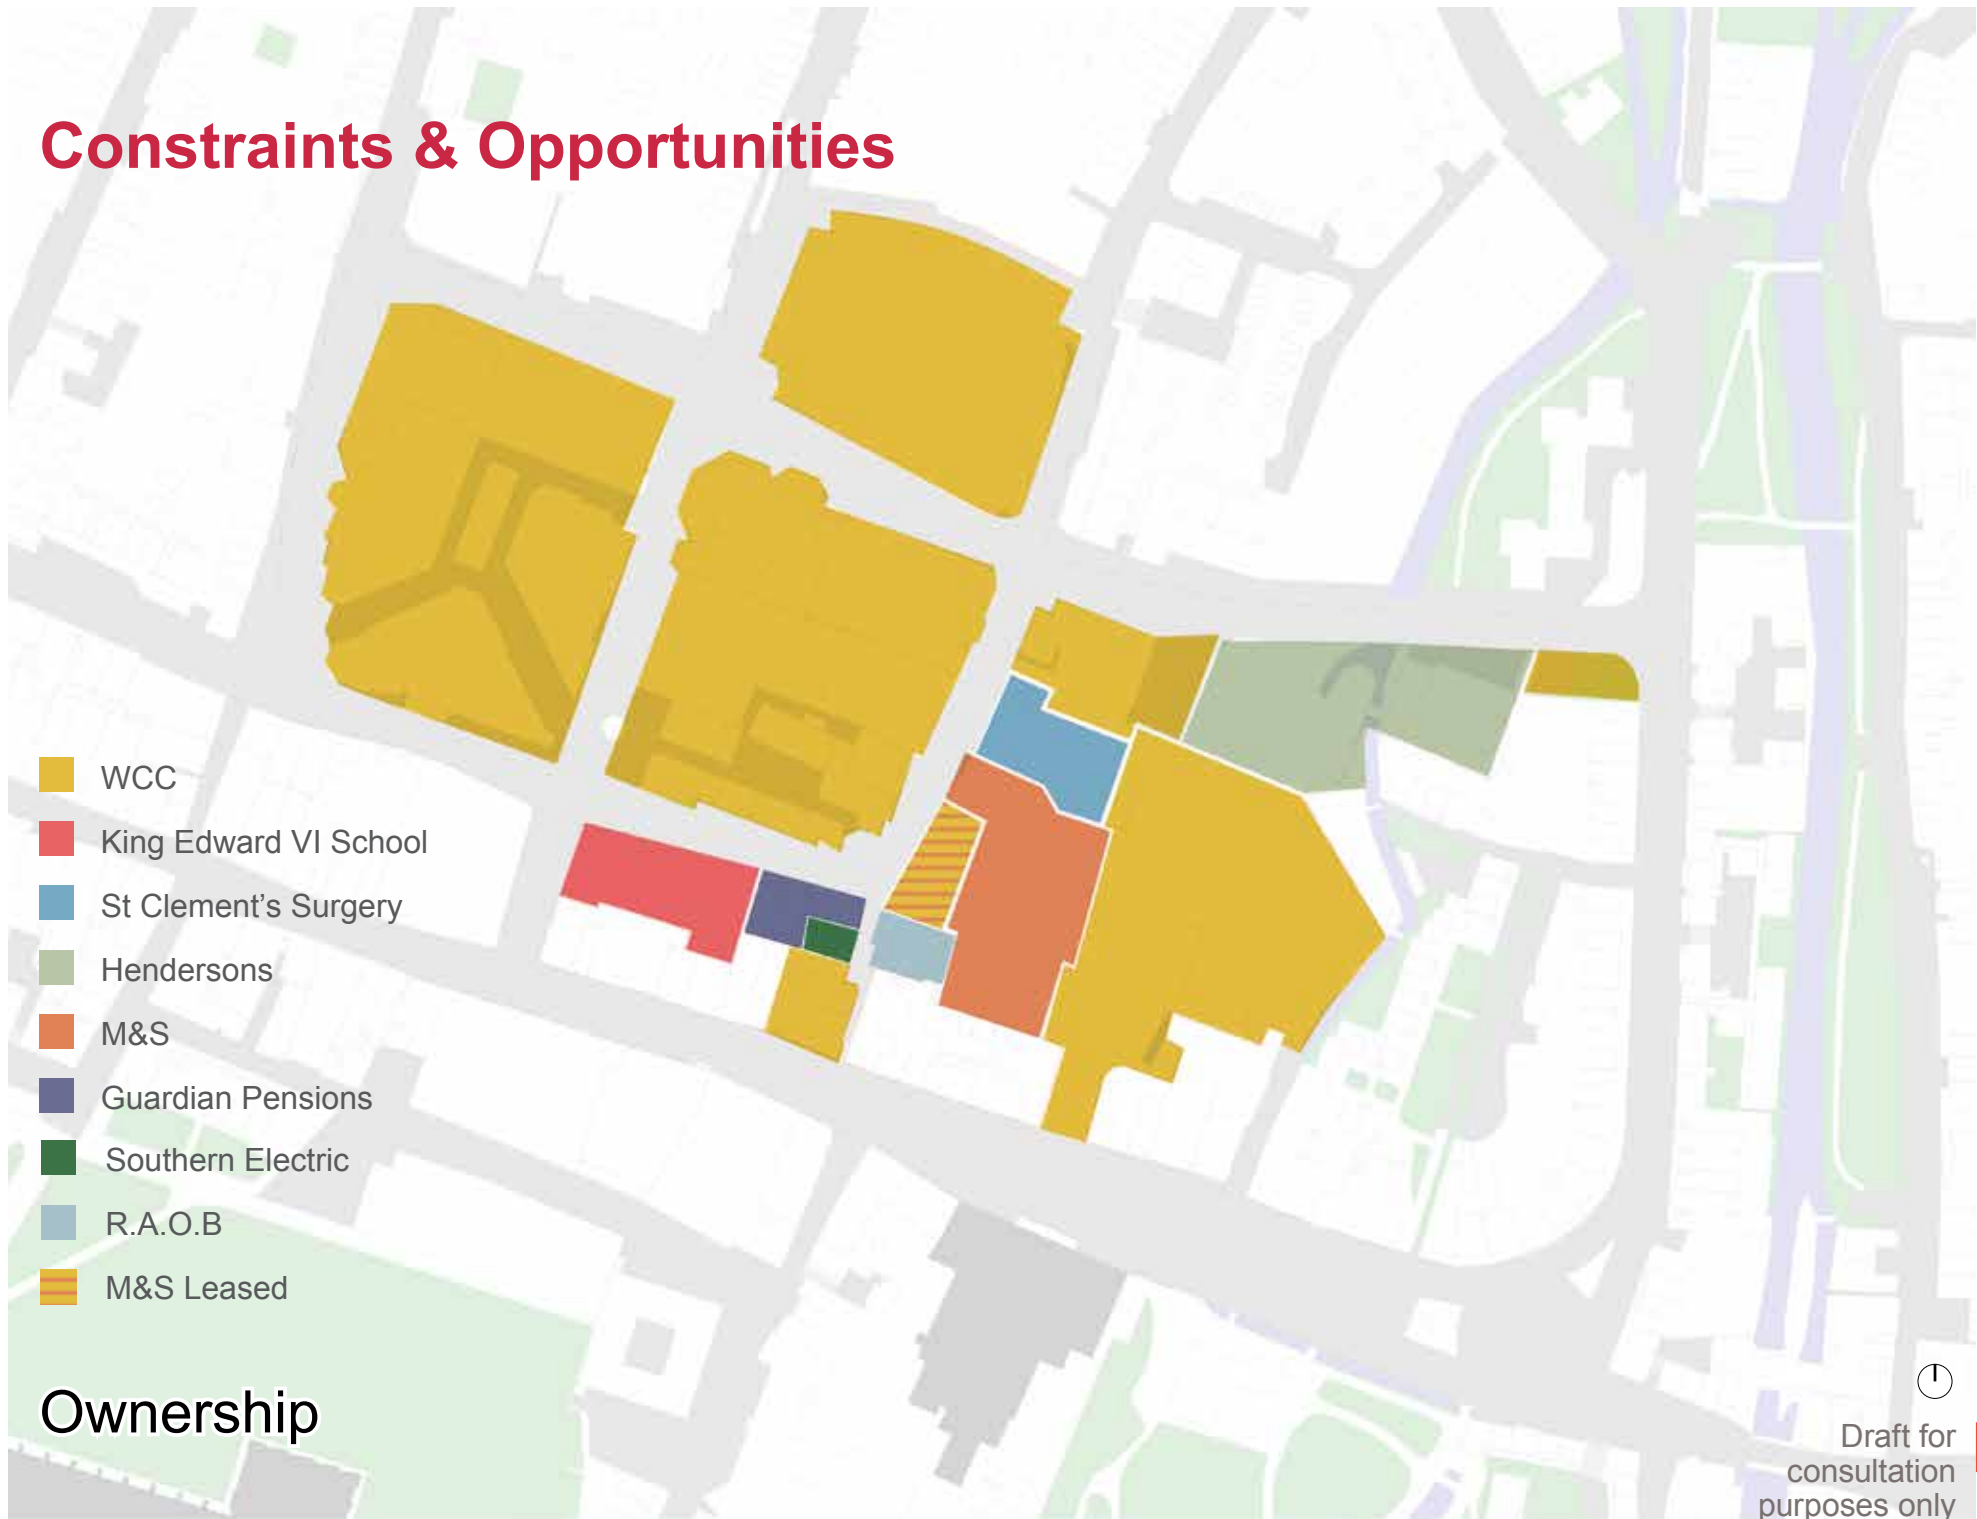 Constraints & Opportunities
WCC
King Edward VI School
St Clement’s Surgery
Hendersons
M&S
Guardian Pensions
Southern Electric
R.A.O.B
M&S Leased
Ownership
Draft for
consultation
purposes only